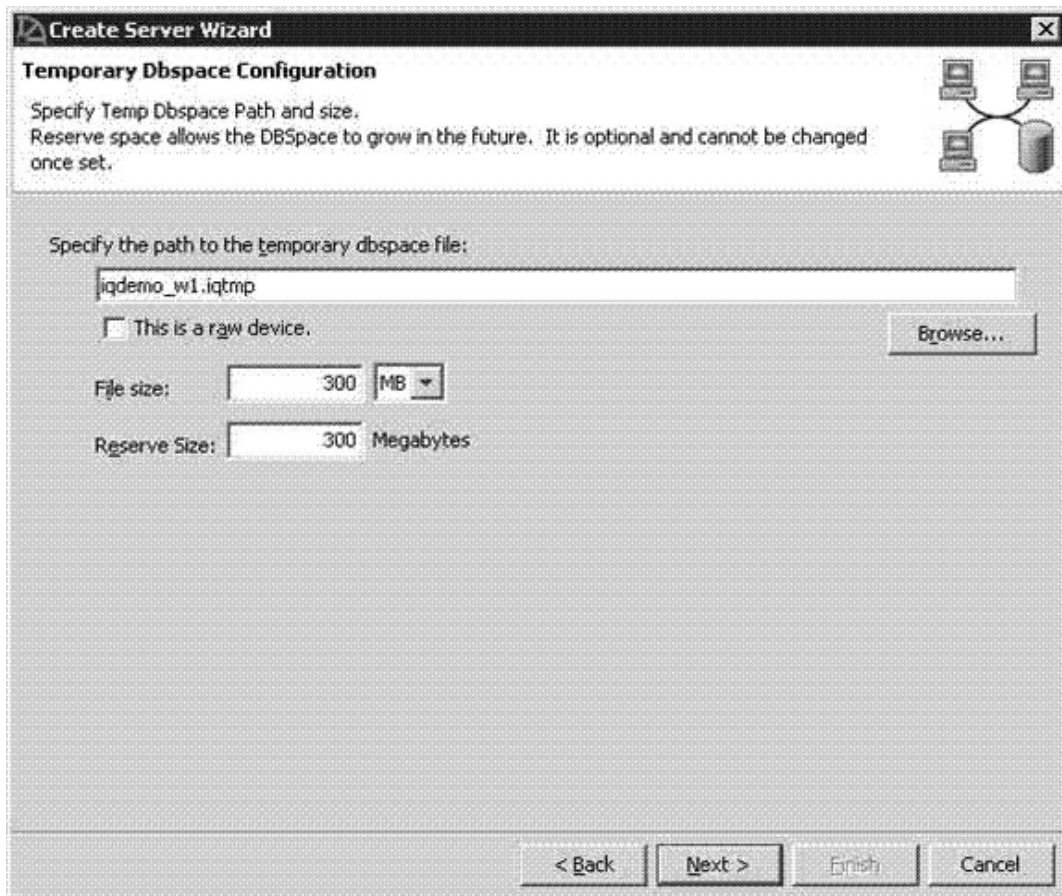 Create Server Wizard
Temporary Dbspace Configuration
Specify Temp Dbspace Path and size.
Reserve space allows the DBSpace to grow in the future. It is optional and cannot be changed
once set.
Specify the path to the temporary dbspace file:
iqdemo_w1.iqtmp
This is a raw device.
Browse...
File size: 300 MB
Reserve Size: 300 Megabytes
< Back Next > Finish Cancel